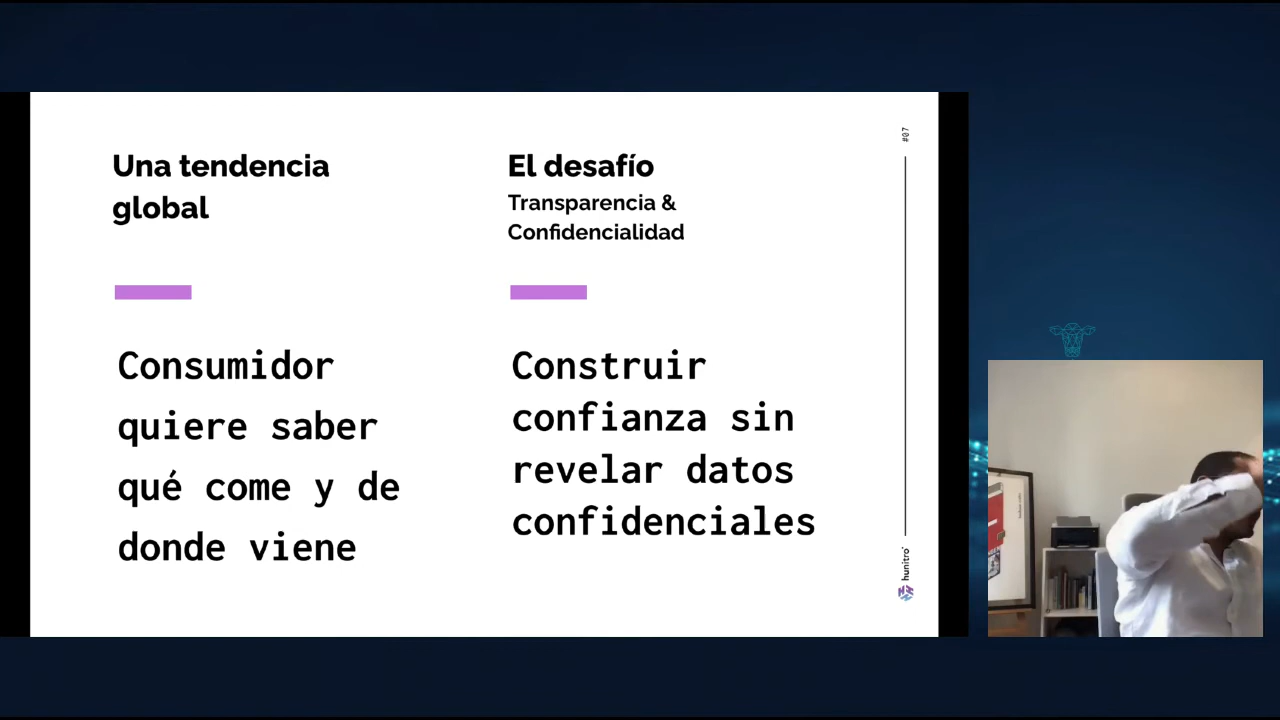 Una tendencia
global
El desafío
Transparencia &
Confidencialidad
Consumidor
quiere saber
qué come y de
donde viene
Construir
confianza sin
revelar datos
confidenciales
#07
hunitro